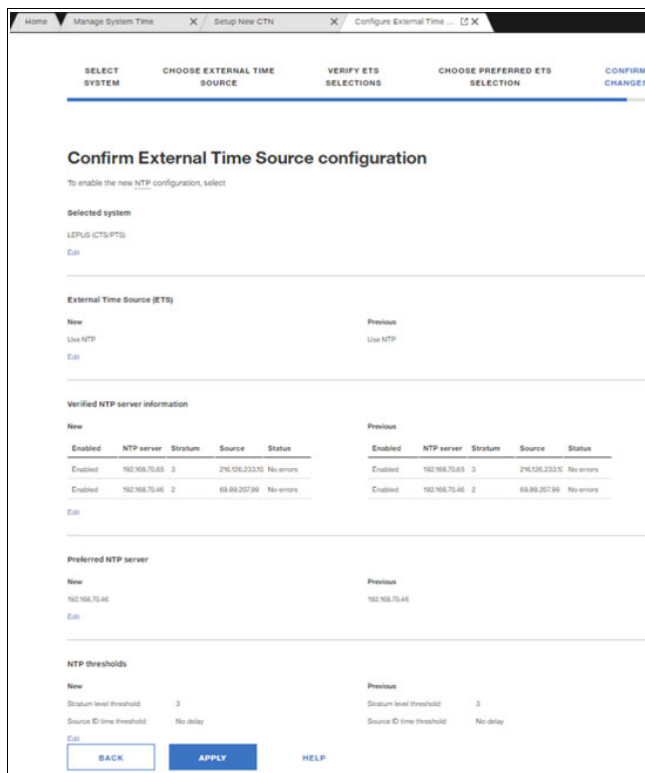 Home
Manage System Time
Setup New CTN
Configure External Time ...
SELECT SYSTEM
CHOOSE EXTERNAL TIME SOURCE
VERIFY ETS SELECTIONS
CHOOSE PREFERRED ETS SELECTION
CONFIRM CHANGES
Confirm External Time Source configuration
To enable the new NTP configuration, select
Selected system
LEPUS (CTS/PTS)
Edit
External Time Source (ETS)
New Previous
Use NTP Use NTP
Edit
Verified NTP server information
New Previous
Enabled NTP server Stratum Source Status Enabled NTP server Stratum Source Status
Enabled 192.168.70.65 3 216.126.233.10 No errors Enabled 192.168.70.65 3 No errors
Enabled 192.168.70.46 2 69.89.207.99 No errors Enabled 192.168.70.46 2 69.89.207.99 No errors
Edit
Preferred NTP server
New Previous
192.168.70.46 192.168.70.46
Edit
NTP thresholds
New Previous
Stratum level threshold: 3 Stratum level threshold: 3
Source ID time threshold: No delay Source ID time threshold: No delay
Edit
BACK APPLY HELP